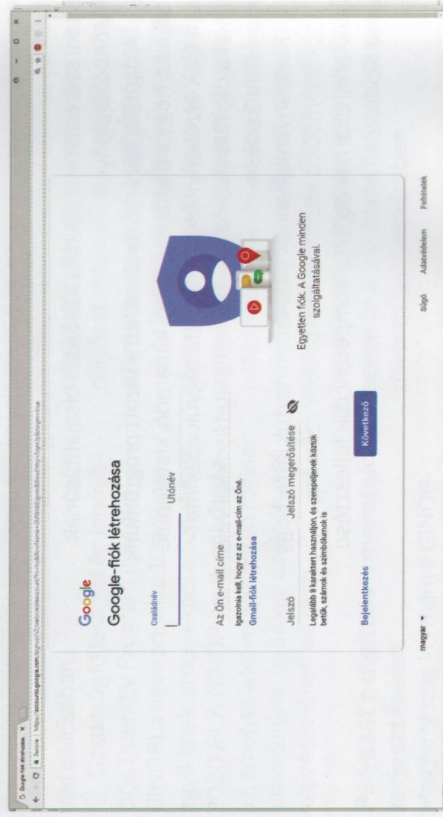 Google-fiók létrehozása
Secure
Google
Google-fiók létrehozása
Családnév
Utónév
Az Ön e-mail címe
Igazolnia kell, hogy ez az e-mail-cím az Öné.
Gmail-fiók létrehozása
Jelszó
Jelszó megerősítése
Legalább 8 karaktert használjon, és szerepeljenek köztük
betűk, számok és szimbólumok is
Bejelentkezés
Következő
Egyetlen fiók. A Google minden
szolgáltatásával.
magyar
Súgó
Adatvédelem
Feltételek